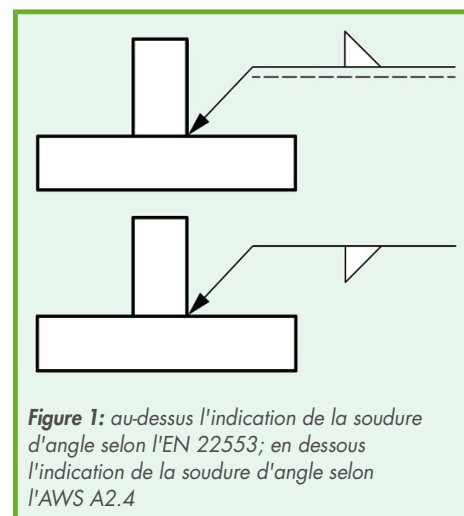 Figure 1: au-dessus l'indication de la soudure
d'angle selon l'EN 22553; en dessous
l'indication de la soudure d'angle selon
l'AWS A2.4